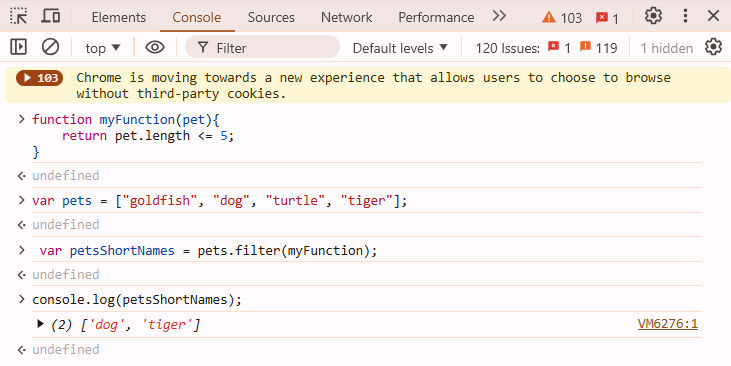 Elements Console Sources Network Performance 103 1
top Filter Default levels 120 Issues: 1 119 1 hidden
103 Chrome is moving towards a new experience that allows users to choose to browse
without third-party cookies.
function myFunction(pet){
return pet.length <= 5;
}
undefined
var pets = ["goldfish", "dog", "turtle", "tiger"];
undefined
var petsShortNames = pets.filter(myFunction);
undefined
console.log(petsShortNames);
(2) ['dog', 'tiger'] VM6276:1
undefined